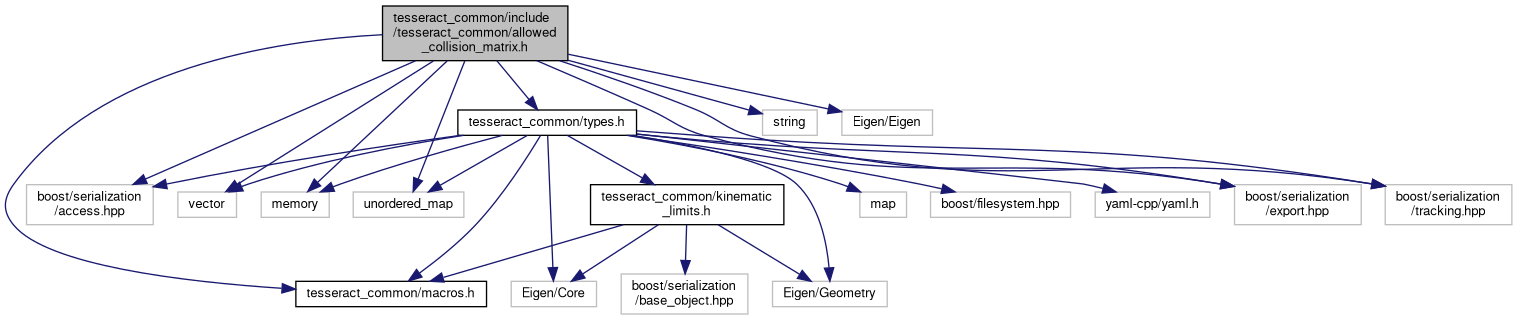 tesseract_common/include
/tesseract_common/allowed
_collision_matrix.h
tesseract_common/types.h
string
Eigen/Eigen
boost/serialization
/access.hpp
vector
memory
unordered_map
tesseract_common/kinematic
_limits.h
map
boost/filesystem.hpp
yaml-cpp/yaml.h
boost/serialization
/export.hpp
boost/serialization
/tracking.hpp
tesseract_common/macros.h
Eigen/Core
boost/serialization
/base_object.hpp
Eigen/Geometry